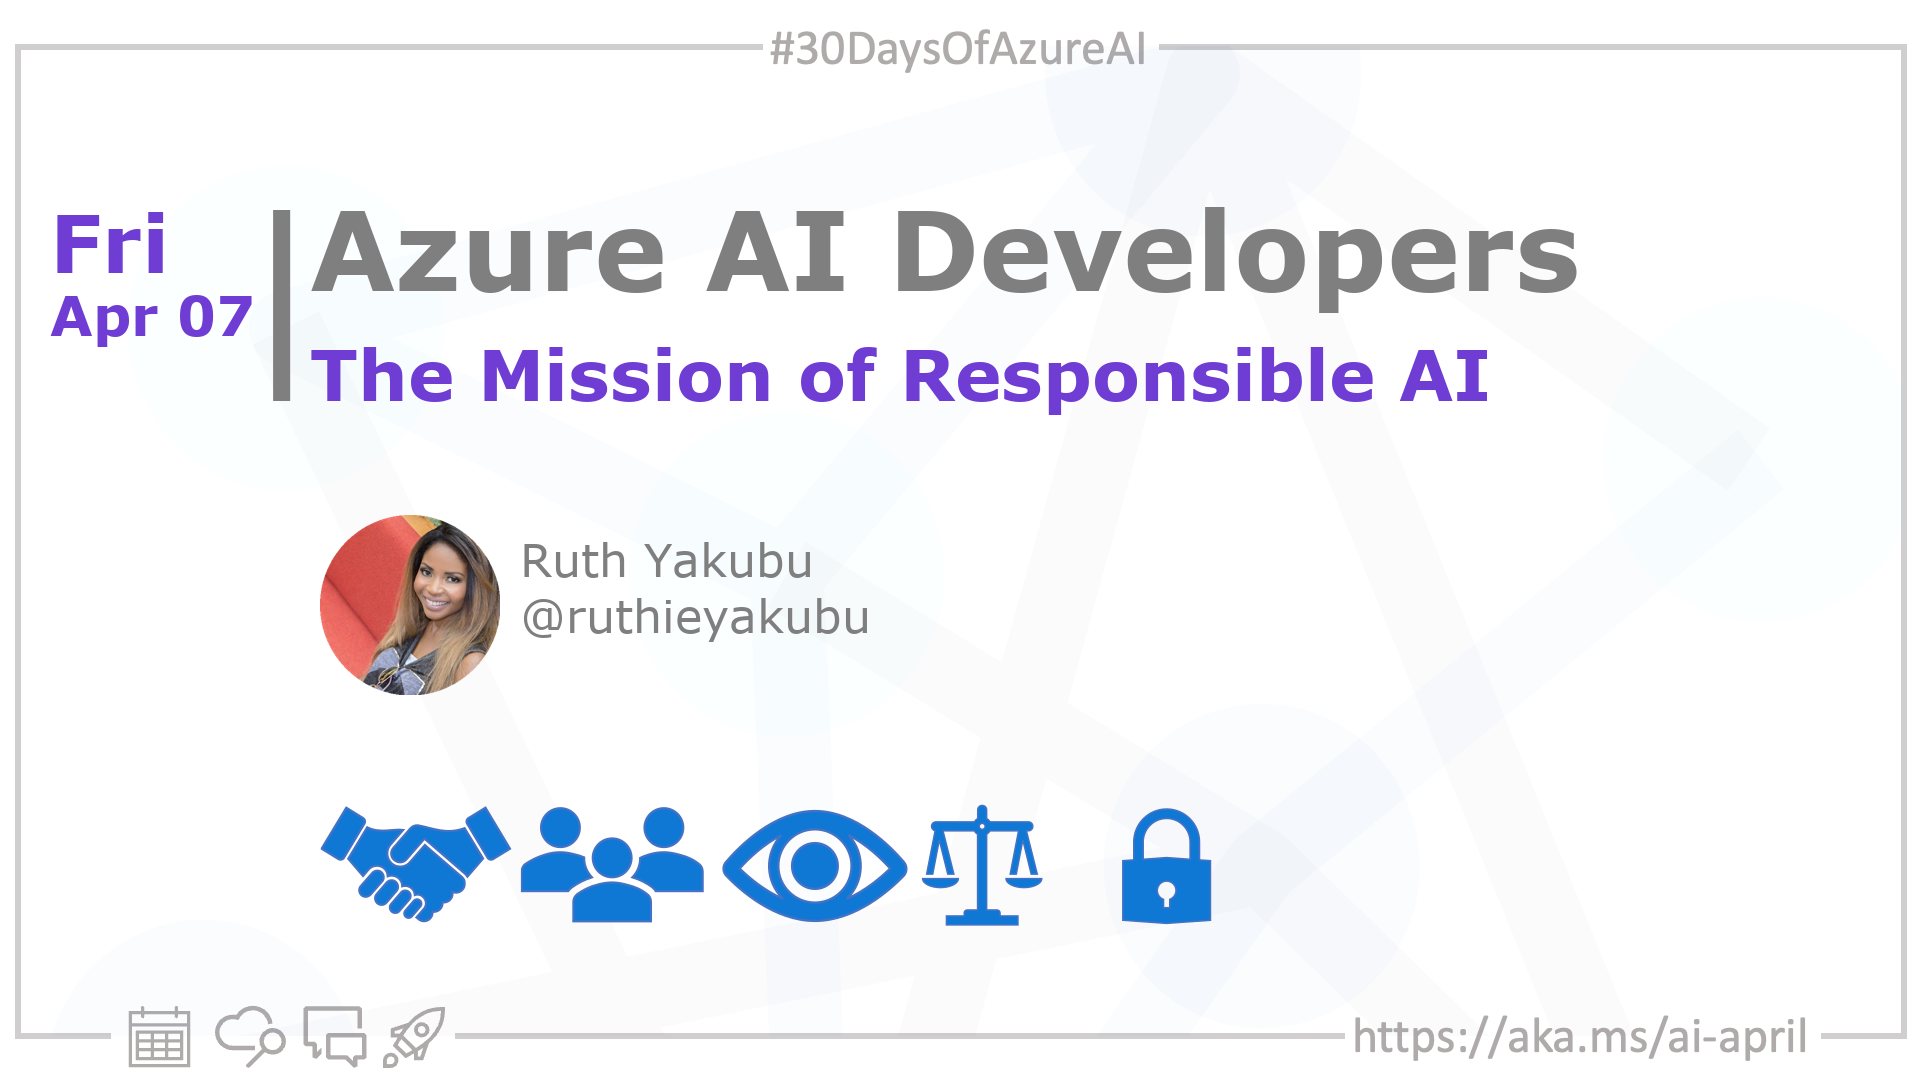 #30DaysOfAzureAI
Fri
Apr 07
Azure AI Developers
The Mission of Responsible AI
Ruth Yakubu
@ruthieyakubu
https://aka.ms/ai-april